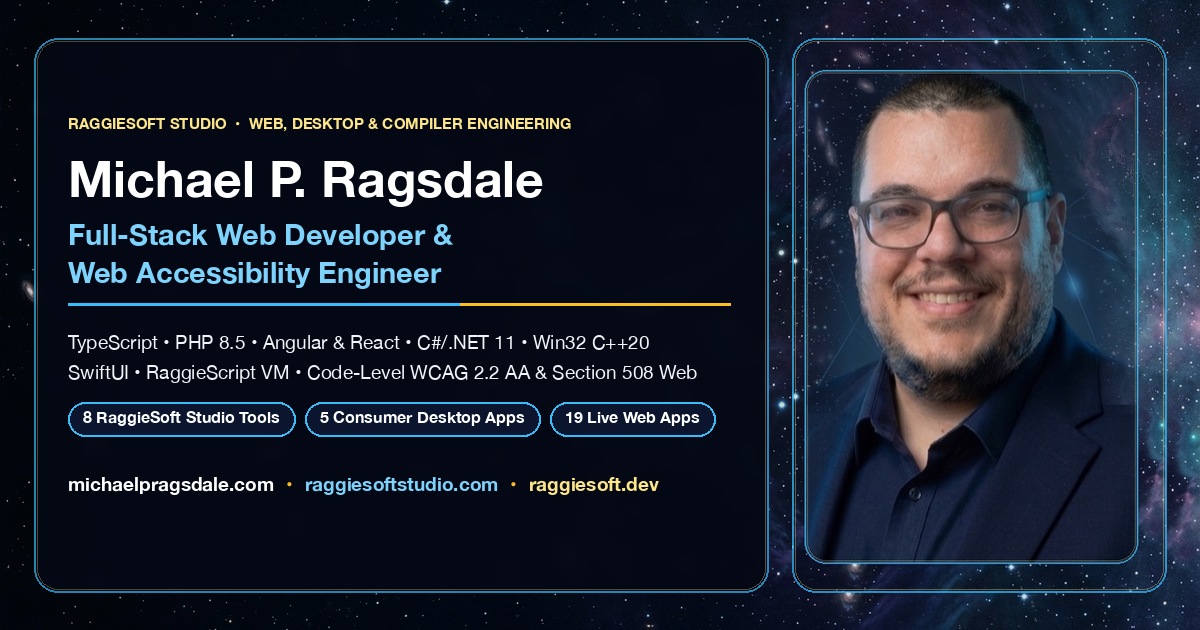 RAGGIESOFT STUDIO • WEB, DESKTOP & COMPILER ENGINEERING
Michael P. Ragsdale
Full-Stack Web Developer &
Web Accessibility Engineer
TypeScript • PHP 8.5 • Angular & React • C#/.NET 11 • Win32 C++20
SwiftUI • RaggieScript VM • Code-Level WCAG 2.2 AA & Section 508 Web
8 RaggieSoft Studio Tools 5 Consumer Desktop Apps 19 Live Web Apps
michaelpragsdale.com • raggiesoftstudio.com • raggiesoft.dev